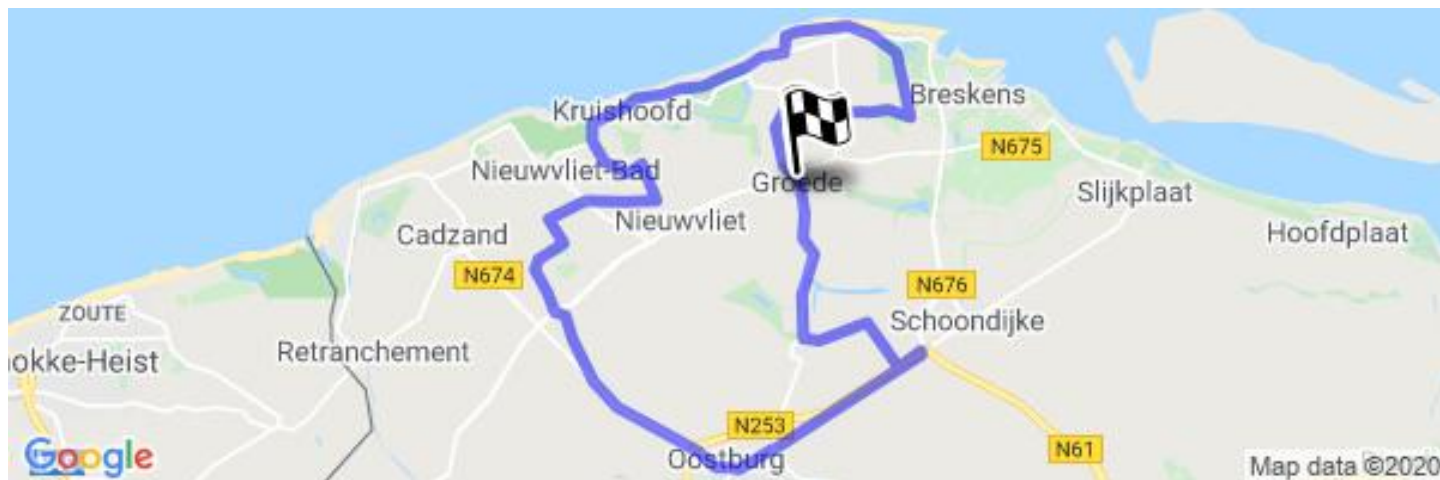 Breskens
Kruishoofd
N675
Nieuwvliet-Bad
Groede
Slijkplaat
Nieuwvliet
Cadzand
Hoofdplaat
N674
N676
ZOUTE
Schoondijke
Retranchement
okke-Heist
N253
Oostburg
N61
Google
Map data ©2020